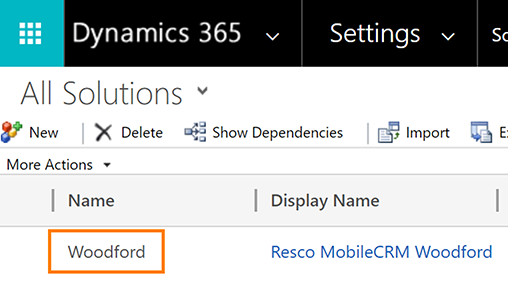 Dynamics 365 Settings
All Solutions
New Delete Show Dependencies Import
More Actions
Name Display Name
Woodford Resco MobileCRM Woodford